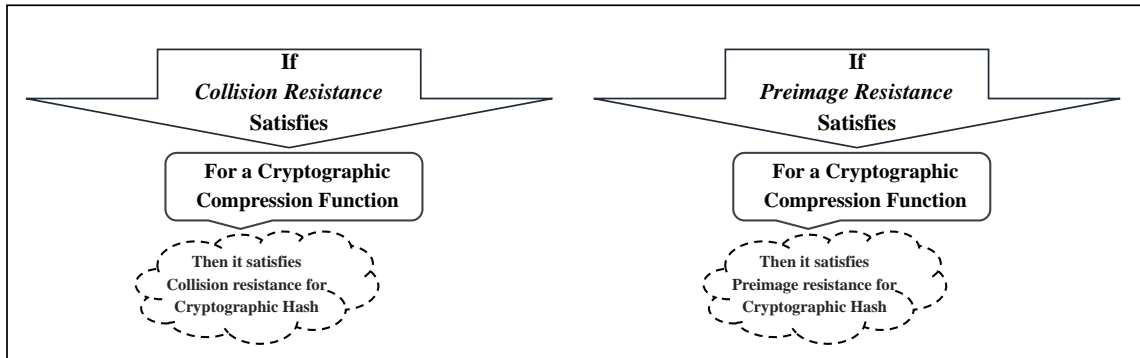 If
Collision Resistance
Satisfies
For a Cryptographic
Compression Function
Then it satisfies
Collision resistance for
Cryptographic Hash
If
Preimage Resistance
Satisfies
For a Cryptographic
Compression Function
Then it satisfies
Preimage resistance for
Cryptographic Hash